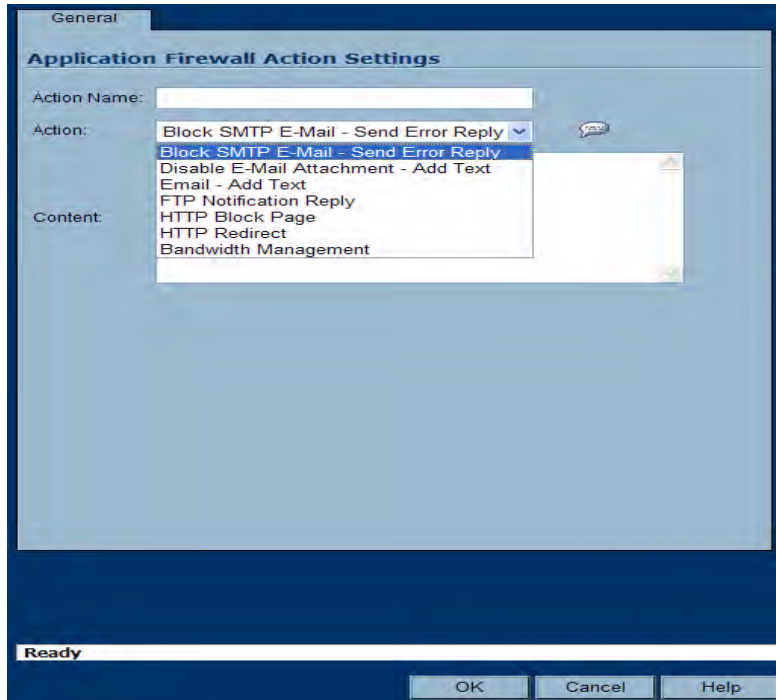 General
Application Firewall Action Settings
Action Name:
Action: Block SMTP E-Mail - Send Error Reply
Block SMTP E-Mail - Send Error Reply
Disable E-Mail Attachment - Add Text
Email - Add Text
FTP Notification Reply
Content:
HTTP Block Page
HTTP Redirect
Bandwidth Management
Ready
OK Cancel Help